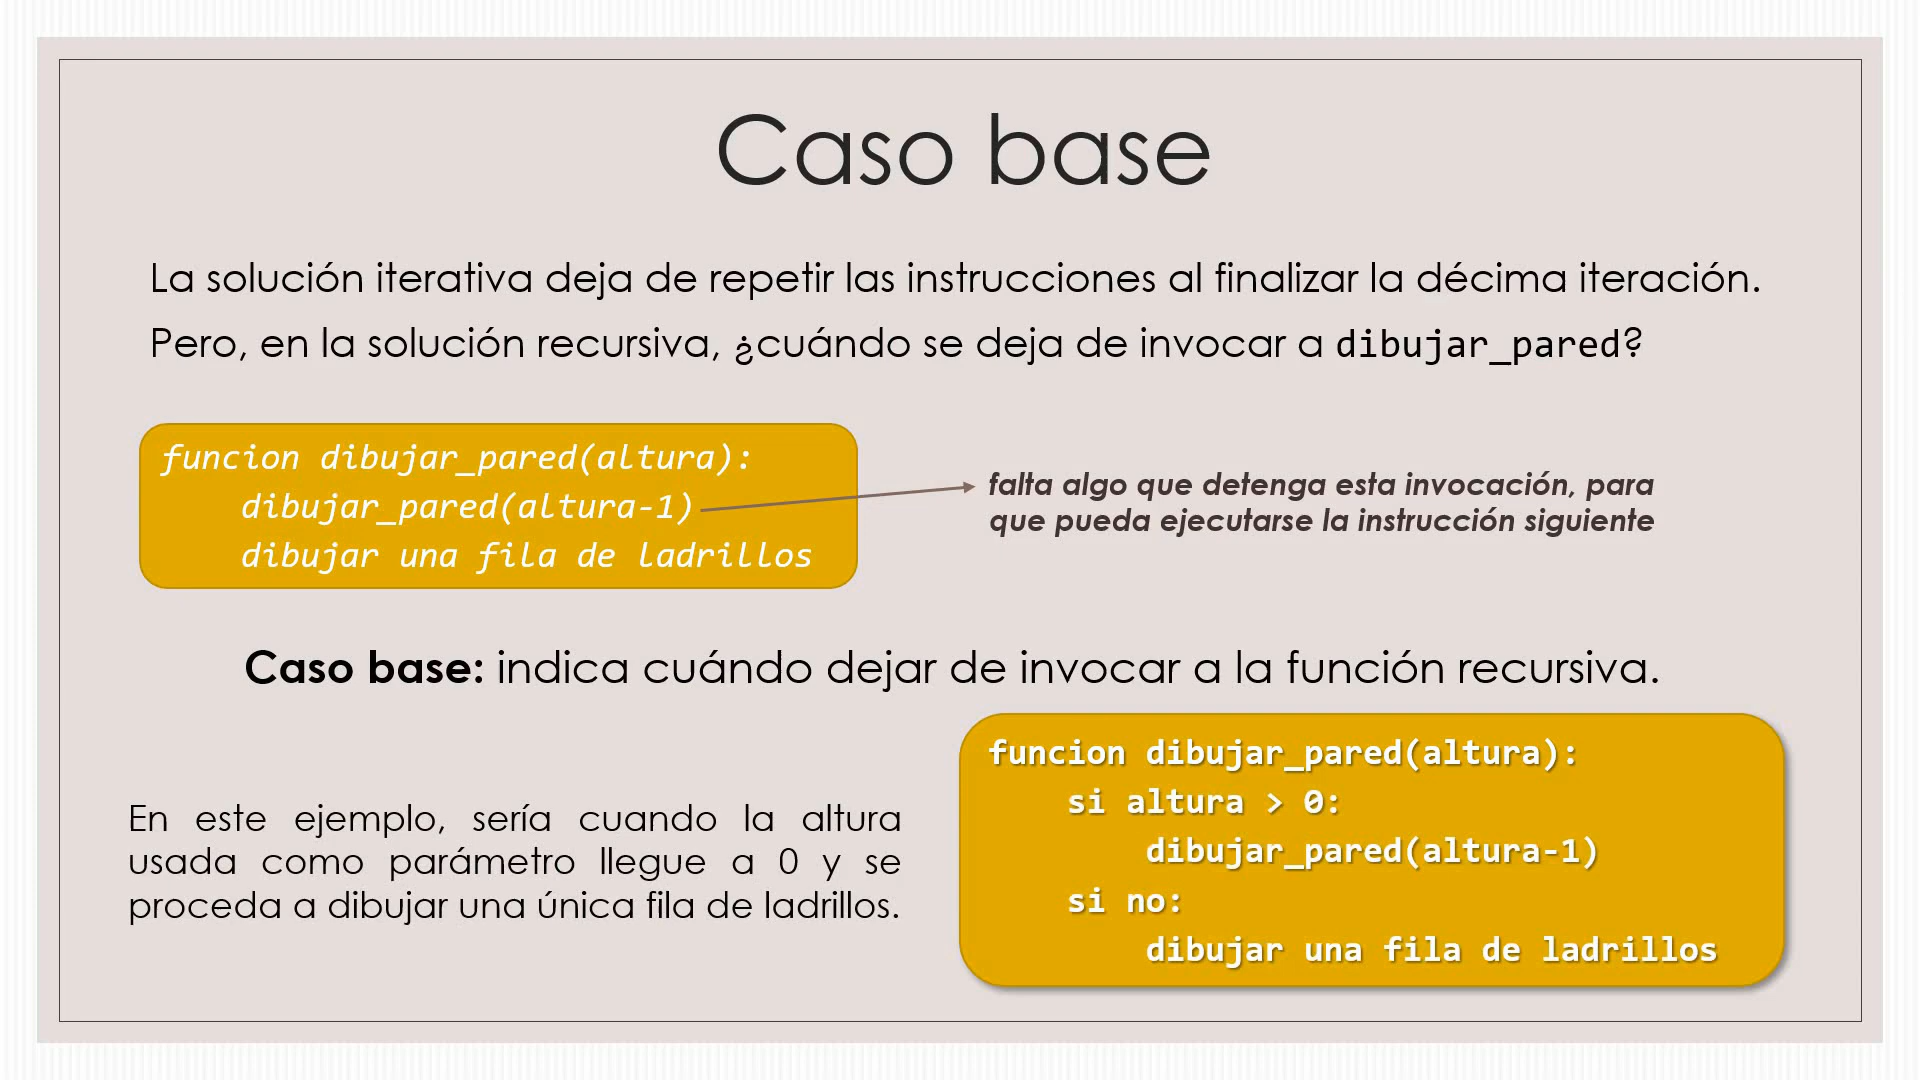 Caso base
La solución iterativa deja de repetir las instrucciones al finalizar la décima iteración.
Pero, en la solución recursiva, ¿cuándo se deja de invocar a dibujar_pared?
funcion dibujar_pared(altura):
dibujar_pared(altura-1)
dibujar una fila de ladrillos
falta algo que detenga esta invocación, para
que pueda ejecutarse la instrucción siguiente
Caso base: indica cuándo dejar de invocar a la función recursiva.
En este ejemplo, sería cuando la altura
usada como parámetro llegue a 0 y se
proceda a dibujar una única fila de ladrillos.
funcion dibujar_pared(altura):
si altura > 0:
dibujar_pared(altura-1)
si no:
dibujar una fila de ladrillos